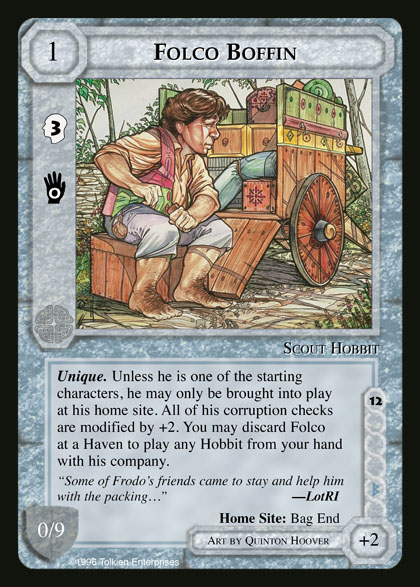 1
FOLCO BOFFIN
3
SCOUT HOBBIT
Unique. Unless he is one of the starting
characters, he may only be brought into play
at his home site. All of his corruption checks
are modified by +2. You may discard Folco
at a Haven to play any Hobbit from your hand
with his company.
“Some of Frodo’s friends came to stay and help him
with the packing…” —LotRI
12
Home Site: Bag End
0/9
ART BY QUINTON HOOVER
+2
©1996 Tolkien Enterprises